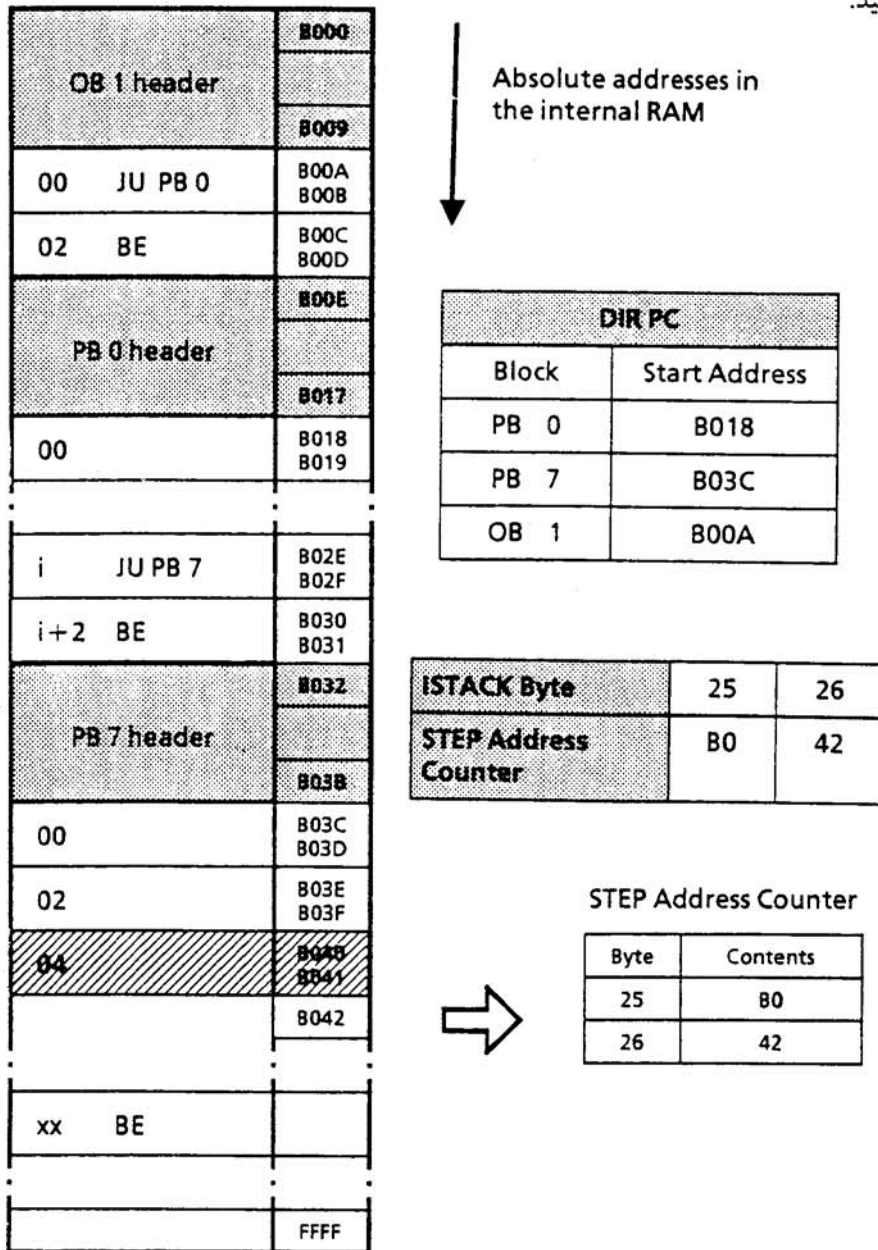 B000
OB 1 header
B009
00 JU PB 0
B00A
B00B
02 BE
B00C
B00D
B00E
PB 0 header
B017
00
B018
B019
i JU PB 7
B02E
B02F
i+2 BE
B030
B031
B032
PB 7 header
B03B
00
B03C
B03D
02
B03E
B03F
04
B040
B041
B042
xx BE
FFFF
Absolute addresses in
the internal RAM
DIR PC
Block Start Address
PB 0 B018
PB 7 B03C
OB 1 B00A
ISTACK Byte 25 26
STEP Address B0 42
Counter
STEP Address Counter
Byte Contents
25 B0
26 42